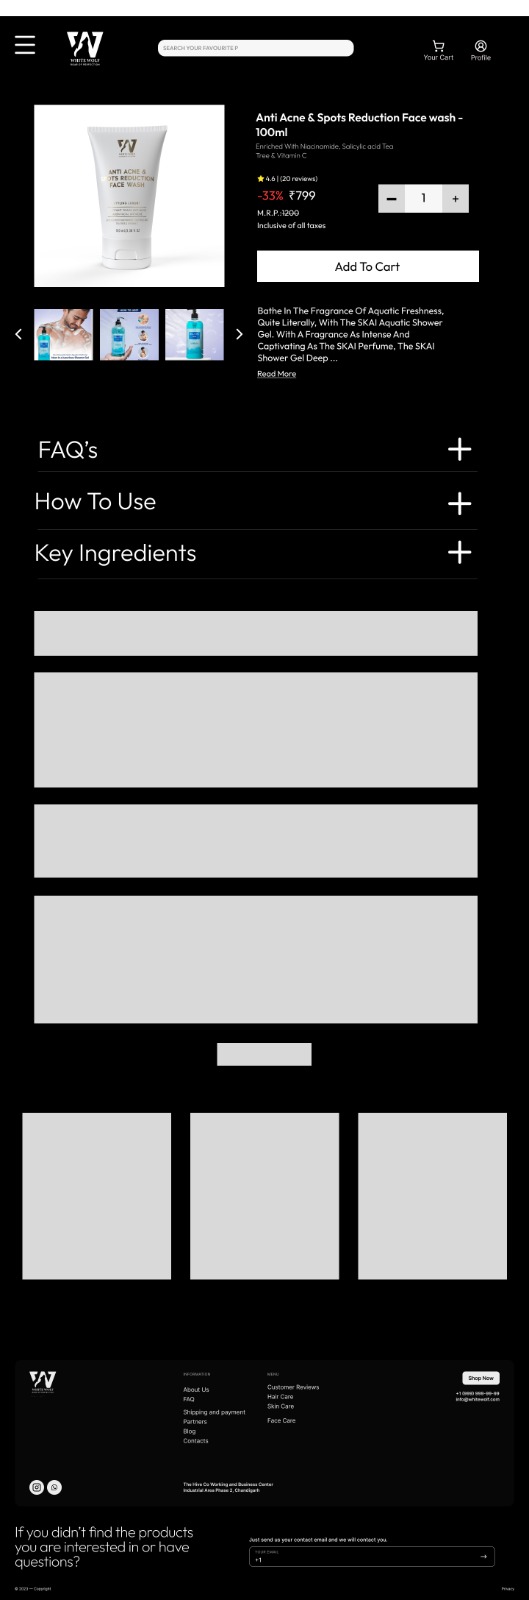 WHITE WOLF
SEARCH YOUR FAVOURITE P
Your Cart
Profile
ANTI ACNE &
SPOTS REDUCTION
FACE WASH
Anti Acne & Spots Reduction Face wash -
100ml
Enriched With Niacinamide, Salicylic acid Tea
Tree & Vitamin C
4.6 | (20 reviews)
-33% ₹799
M.R.P.:1200
Inclusive of all taxes
1
+
Add To Cart
Bathe In The Fragrance Of Aquatic Freshness,
Quite Literally, With The SKAI Aquatic Shower
Gel. With A Fragrance As Intense And
Captivating As The SKAI Perfume, The SKAI
Shower Gel Deep ...
Read More
FAQ's
How To Use
Key Ingredients
INFORMATION
About Us
FAQ
Shipping and payment
Partners
Blog
Contacts
MENU
Customer Reviews
Hair Care
Skin Care
Face Care
Shop Now
+1 (999) 999-99-99
info@whitewolf.com
The Hire Co Working and Business Center
Industrial Area Phase 2, Chandigarh
If you didn't find the products
you are interested in or have
questions?
Just send us your contact email and we will contact you.
YOUR EMAIL
+1
© 2023 — Copyright
Privacy